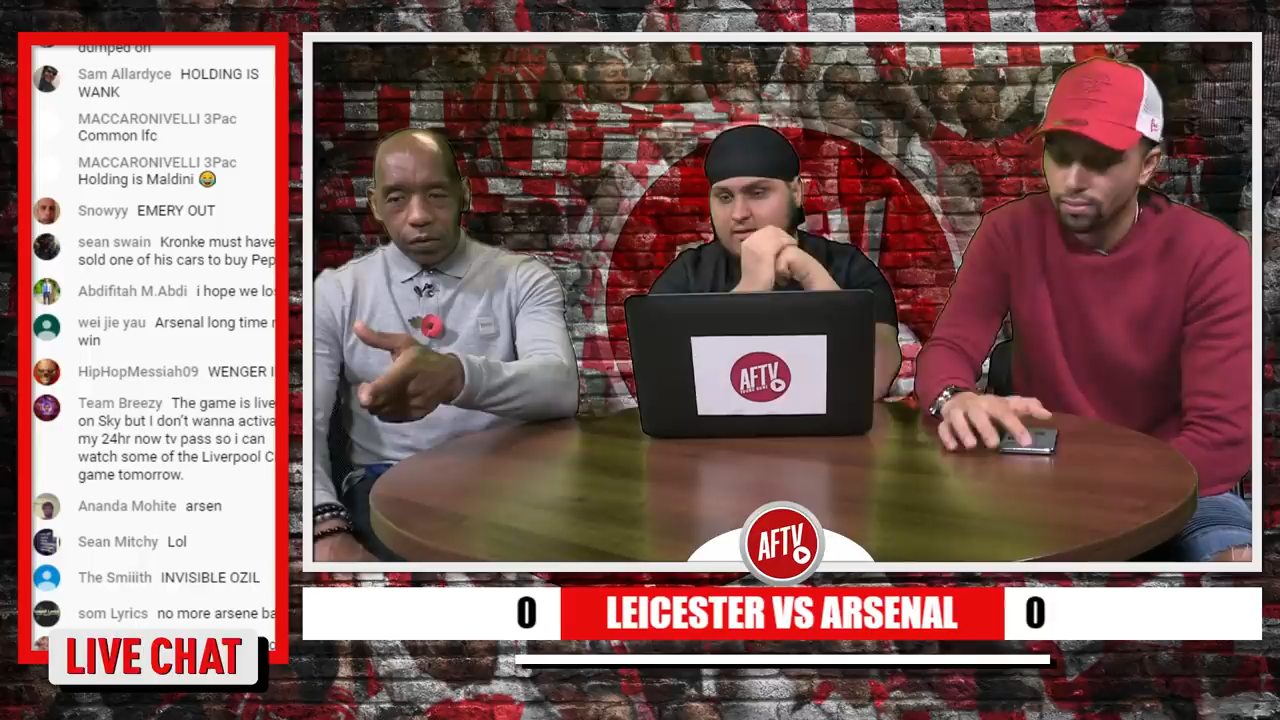 dumped on
Sam Allardyce HOLDING IS
WANK
MACCARONIVELLI 3Pac
Common lfc
MACCARONIVELLI 3Pac
Holding is Maldini 😂
Snowyy EMERY OUT
sean swain Kronke must have
sold one of his cars to buy Pep
Abdifitah M.Abdi i hope we lo
wei jie yau Arsenal long time
win
HipHopMessiah09 WENGER I
Team Breezy The game is live
on Sky but I don't wanna activa
my 24hr now tv pass so i can
watch some of the Liverpool C
game tomorrow.
Ananda Mohite arsen
Sean Mitchy Lol
The Smiiith INVISIBLE OZIL
som Lyrics no more arsene ba
LIVE CHAT
AFTV
AFTV
0 LEICESTER VS ARSENAL 0